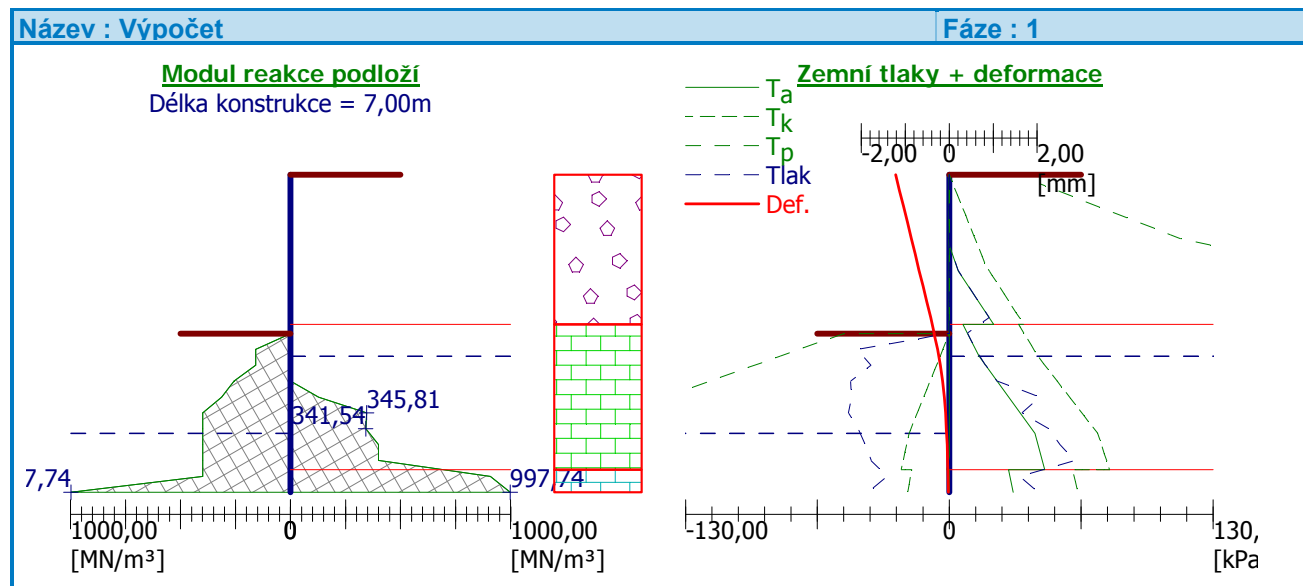 Název : Výpočet
Fáze : 1
Modul reakce podloží
Délka konstrukce = 7,00m
Zemní tlaky + deformace
Ta
Tk
Tp
Tlak
Def.
-2,00
0
2,00
[mm]
345,81
341,54
7,74
997,74
1000,00
0
1000,00
[MN/m³]
[MN/m³]
-130,00
0
130,
[kPa